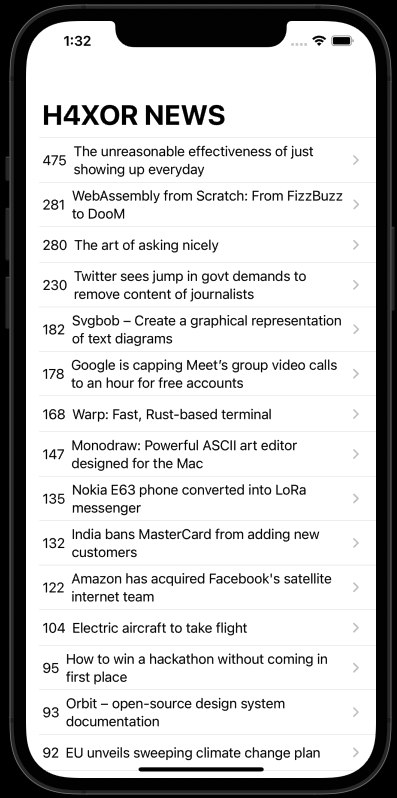 1:32
H4XOR NEWS
475 The unreasonable effectiveness of just
showing up everyday
281 WebAssembly from Scratch: From FizzBuzz
to DooM
280 The art of asking nicely
230 Twitter sees jump in govt demands to
remove content of journalists
182 Svgbob – Create a graphical representation
of text diagrams
178 Google is capping Meet’s group video calls
to an hour for free accounts
168 Warp: Fast, Rust-based terminal
147 Monodraw: Powerful ASCII art editor
designed for the Mac
135 Nokia E63 phone converted into LoRa
messenger
132 India bans MasterCard from adding new
customers
122 Amazon has acquired Facebook's satellite
internet team
104 Electric aircraft to take flight
95 How to win a hackathon without coming in
first place
93 Orbit – open-source design system
documentation
92 EU unveils sweeping climate change plan